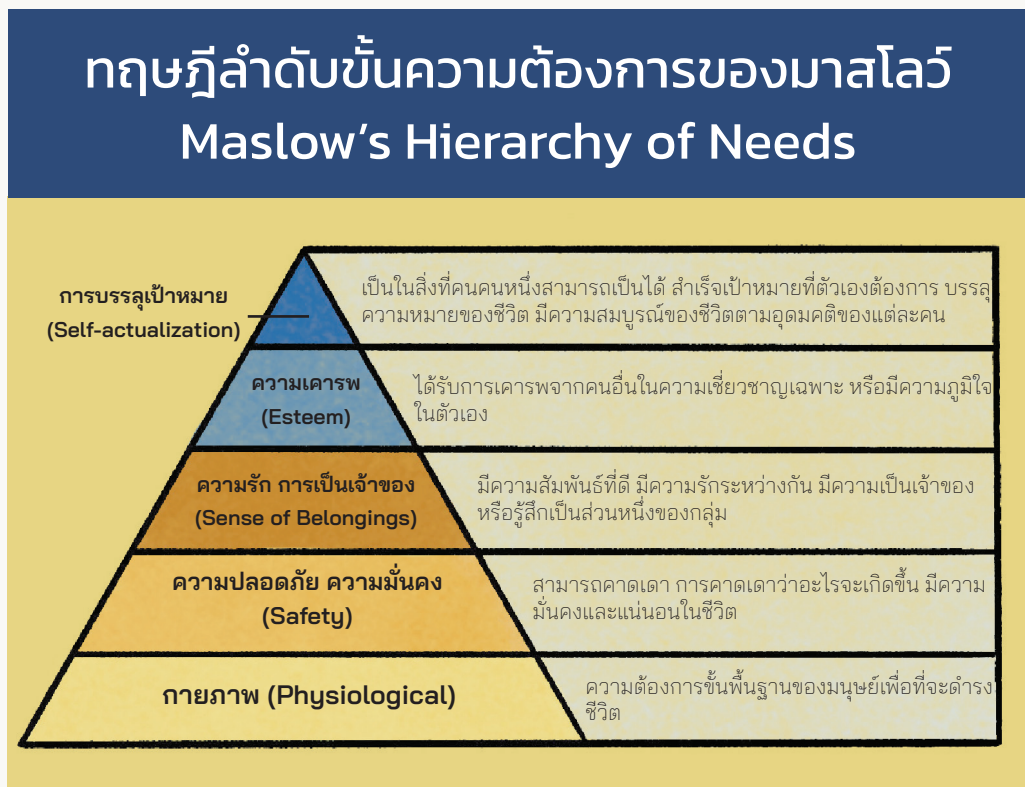 ทฤษฎีลำดับขั้นความต้องการของมาสโลว์
Maslow's Hierarchy of Needs
การบรรลุเป้าหมาย
(Self-actualization)
เป็นในสิ่งที่คนคนหนึ่งสามารถเป็นได้ สำเร็จเป้าหมายที่ตัวเองต้องการ บรรลุ
ความหมายของชีวิต มีความสมบูรณ์ของชีวิตตามอุดมคติของแต่ละคน
ความเคารพ
(Esteem)
ได้รับการเคารพจากคนอื่นในความเชี่ยวชาญเฉพาะ หรือมีความภูมิใจ
ในตัวเอง
ความรัก การเป็นเจ้าของ
(Sense of Belongings)
มีความสัมพันธ์ที่ดี มีความรักระหว่างกัน มีความเป็นเจ้าของ
หรือรู้สึกเป็นส่วนหนึ่งของกลุ่ม
ความปลอดภัย ความมั่นคง
(Safety)
สามารถคาดเดา การคาดเดาว่าอะไรจะเกิดขึ้น มีความ
มั่นคงและแน่นอนในชีวิต
กายภาพ (Physiological)
ความต้องการขั้นพื้นฐานของมนุษย์เพื่อที่จะดำรง
ชีวิต